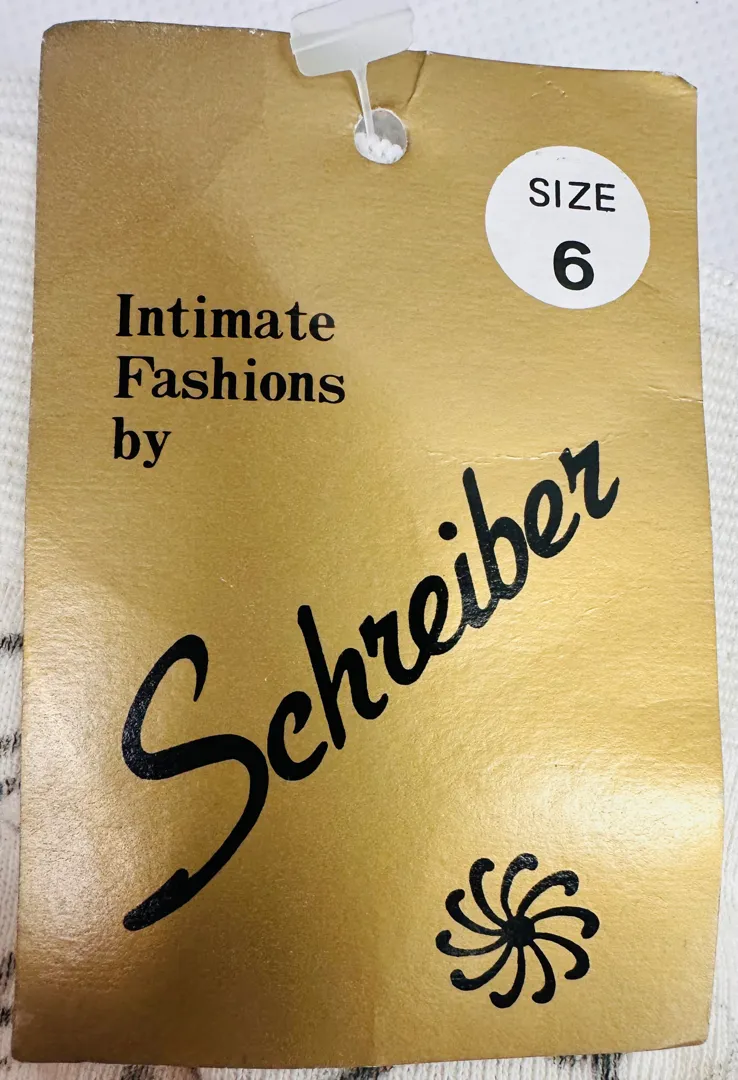 SIZE
6
Intimate
Fashions
by
Schreiber